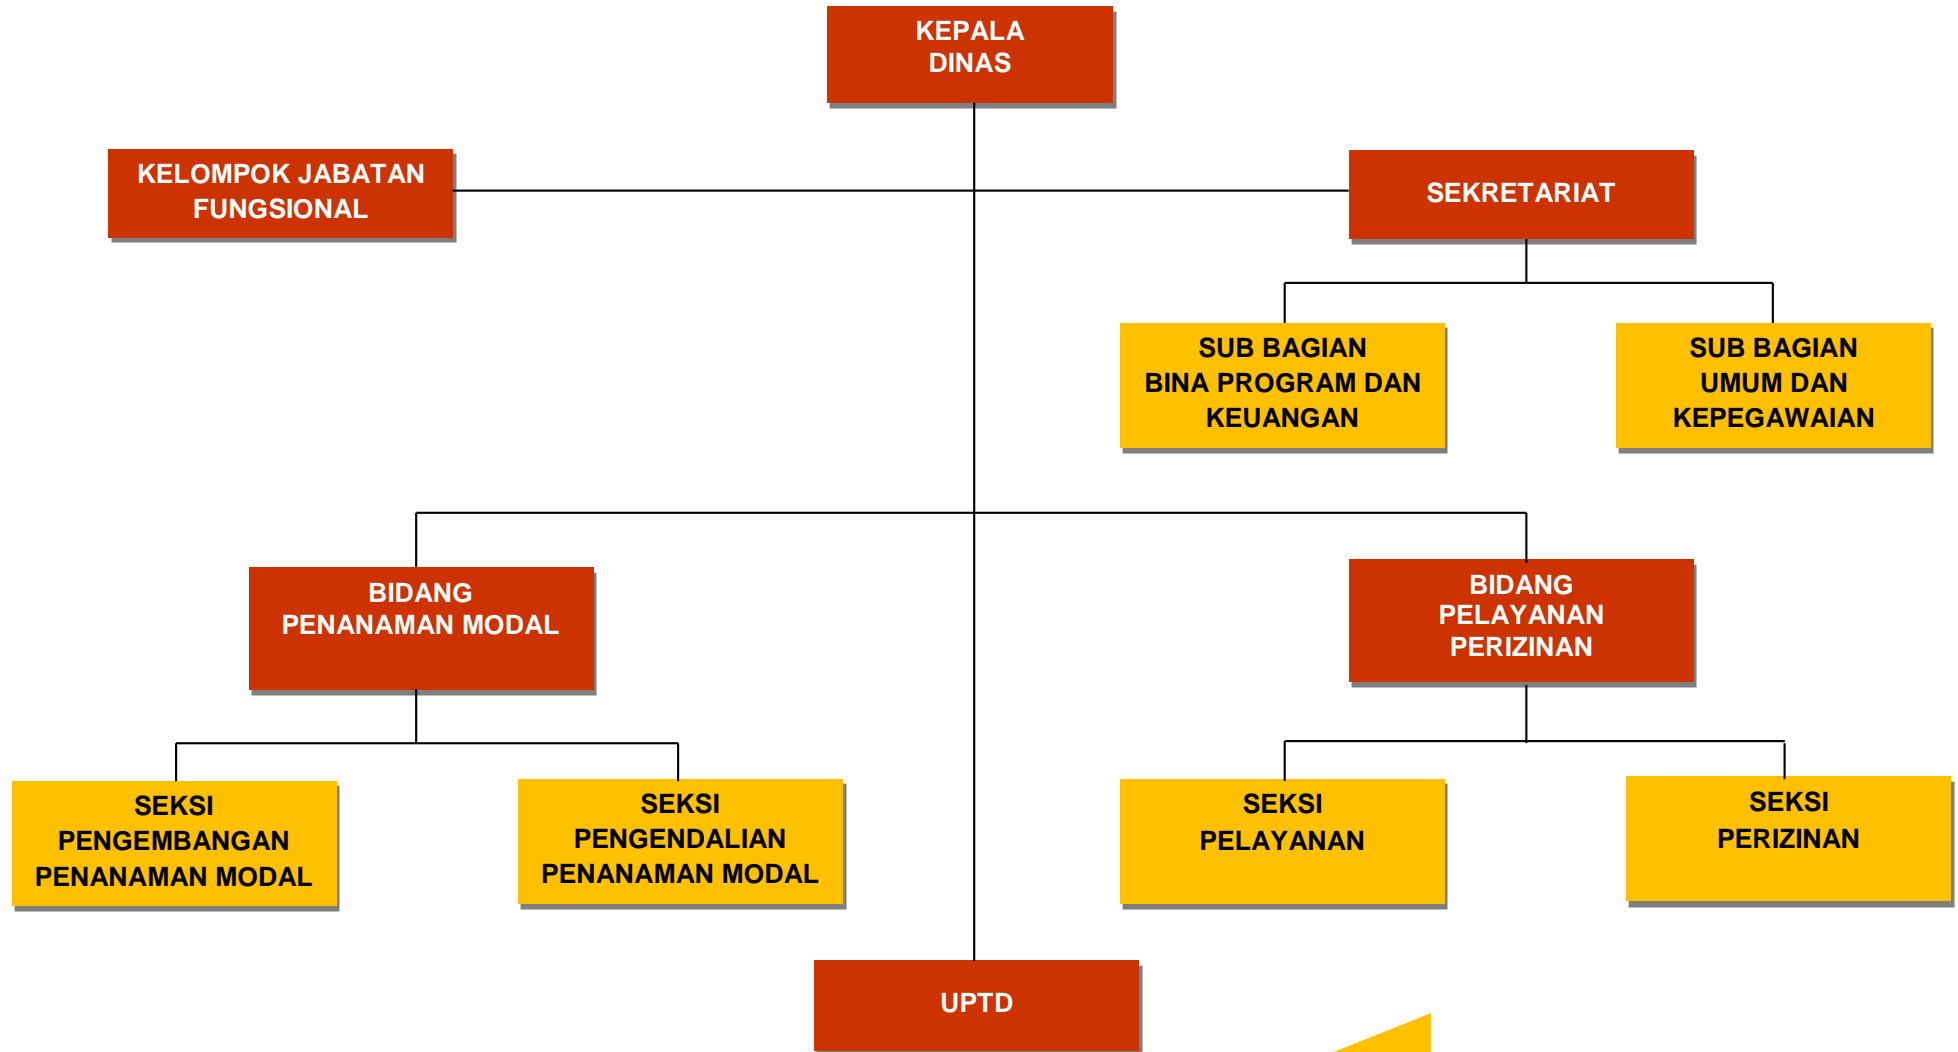 KEPALA
DINAS
KELOMPOK JABATAN
FUNGSIONAL
SEKRETARIAT
SUB BAGIAN
BINA PROGRAM DAN
KEUANGAN
SUB BAGIAN
UMUM DAN
KEPEGAWAIAN
BIDANG
PENANAMAN MODAL
BIDANG
PELAYANAN
PERIZINAN
SEKSI
PENGEMBANGAN
PENANAMAN MODAL
SEKSI
PENGENDALIAN
PENANAMAN MODAL
SEKSI
PELAYANAN
SEKSI
PERIZINAN
UPTD